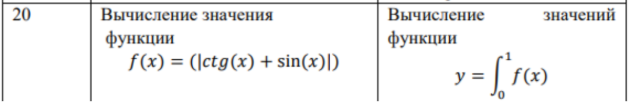 20
Вычисление значения
функции
f(x) = (|ctg(x) + sin(x)|)
Вычисление значений
функции
y = ∫₀¹ f(x)